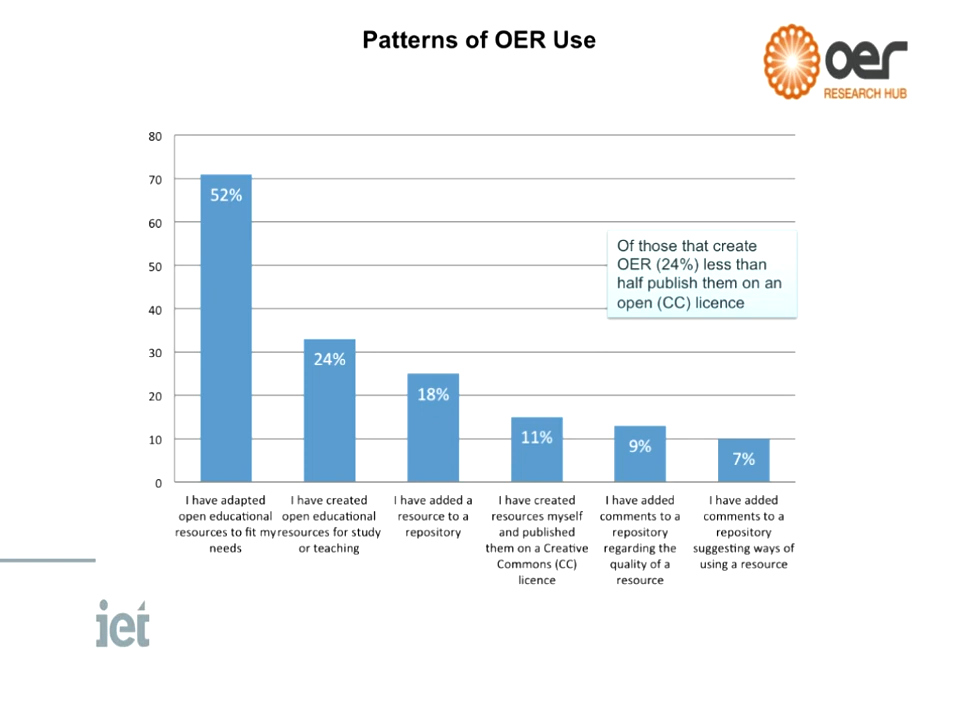 Patterns of OER Use
oer
RESEARCH HUB
80
70
60
50
40
30
20
10
0
52%
24%
18%
11%
9%
7%
Of those that create
OER (24%) less than
half publish them on an
open (CC) licence
I have adapted
open educational
resources to fit my
needs
I have created
open educational
resources for study
or teaching
I have added a
resource to a
repository
I have created
resources myself
and published
them on a Creative
Commons (CC)
licence
I have added
comments to a
repository
regarding the
quality of a
resource
I have added
comments to a
repository
suggesting ways of
using a resource
iet